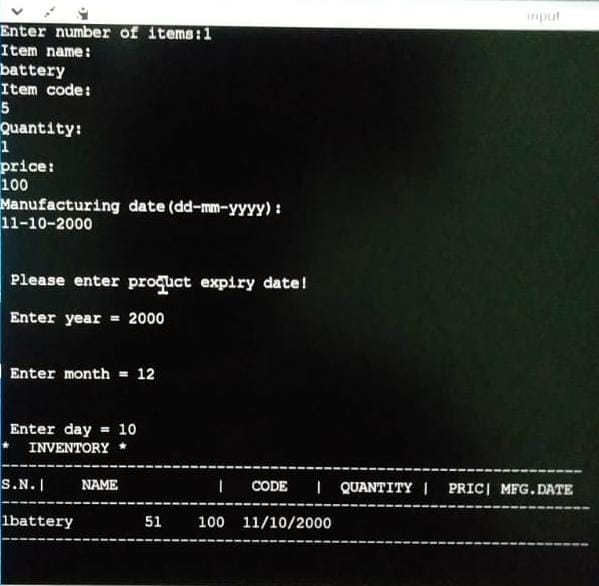 input
Enter number of items:1
Item name:
battery
Item code:
5
Quantity:
1
price:
100
Manufacturing date(dd-mm-yyyy):
11-10-2000
Please enter product expiry date!
Enter year = 2000
Enter month = 12
Enter day = 10
* INVENTORY *
S.N.| NAME | CODE | QUANTITY | PRIC| MFG.DATE
1battery 51 100 11/10/2000